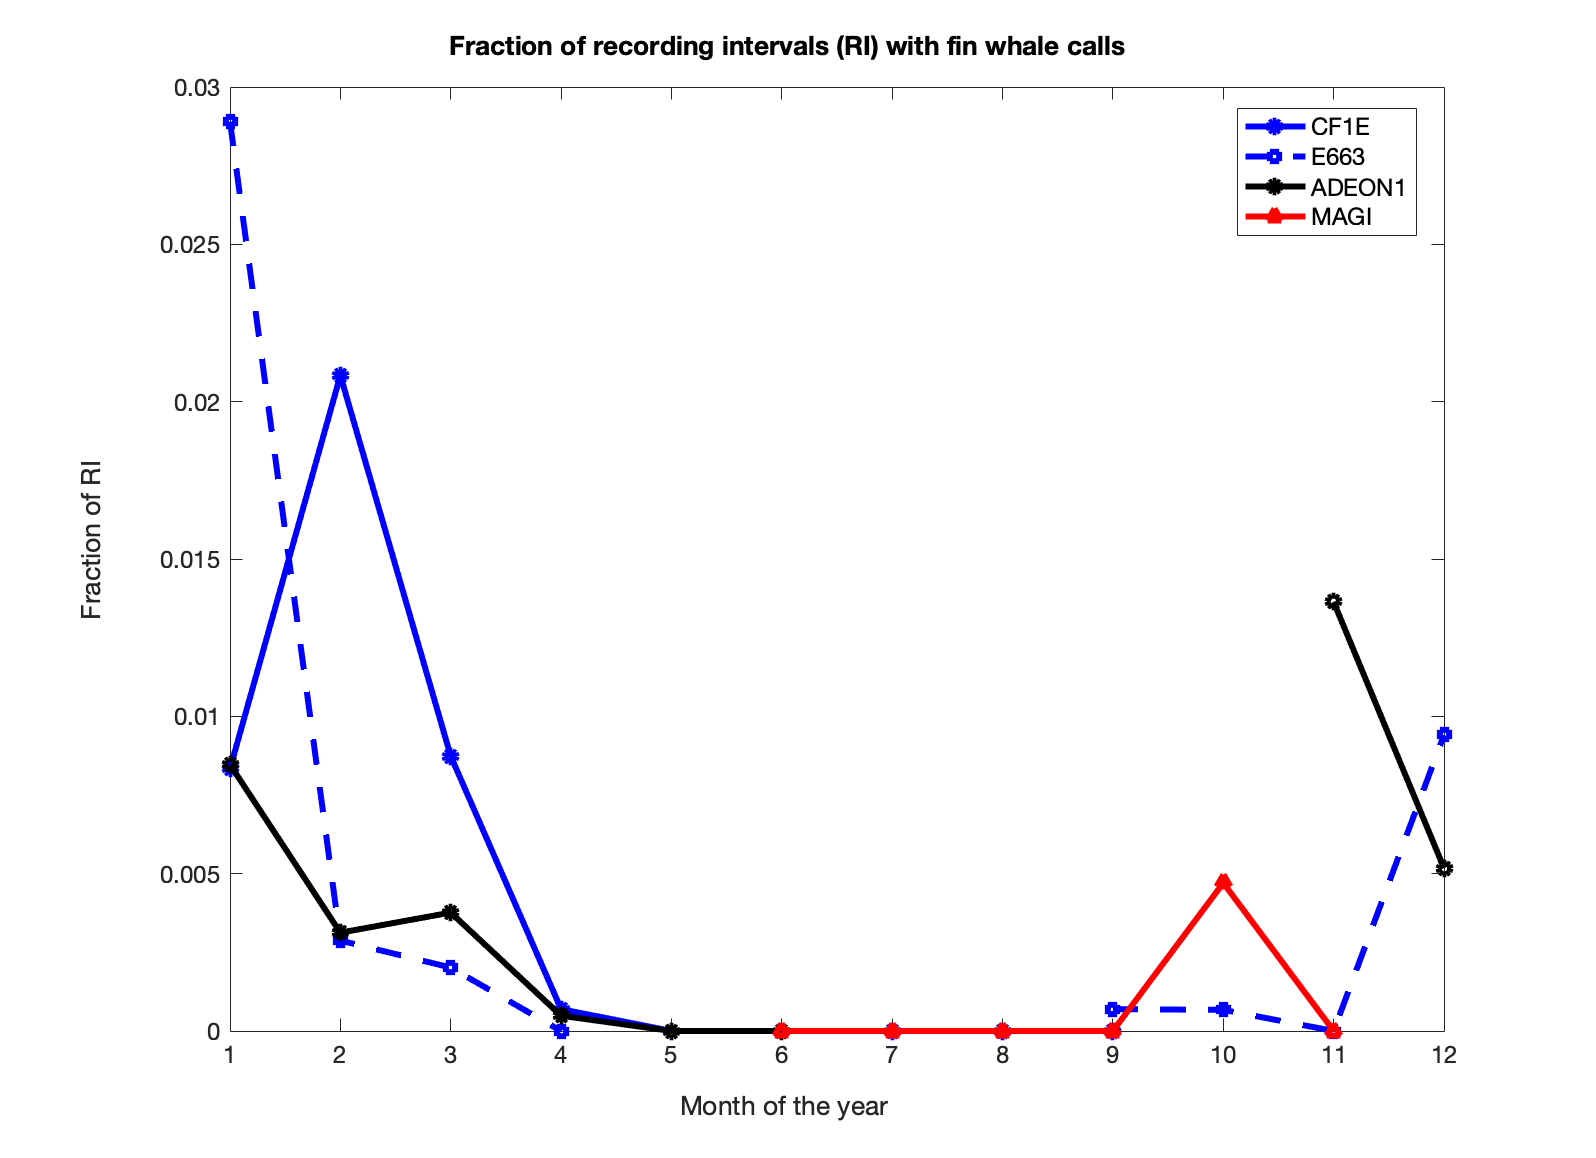 Fraction of recording intervals (RI) with fin whale calls
0.03
0.025
0.02
0.015
0.01
0.005
0
Fraction of RI
CF1E
E663
ADEON1
MAGI
1 2 3 4 5 6 7 8 9 10 11 12
Month of the year